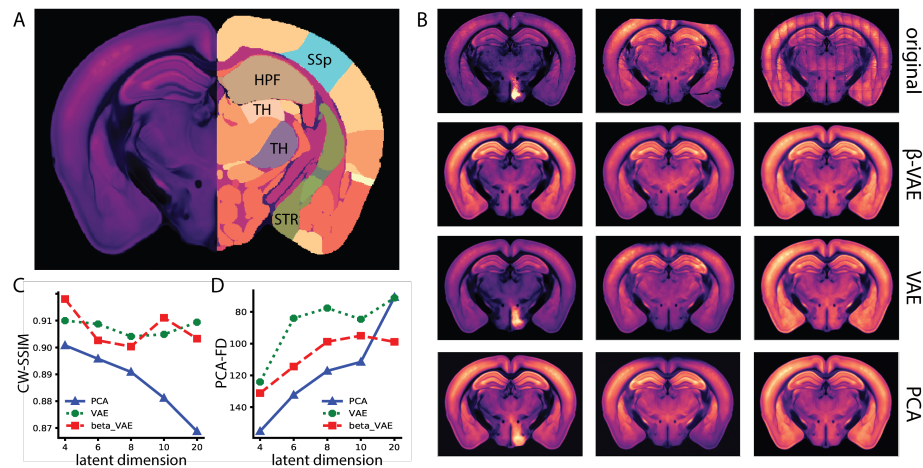 A
SSp
HPF
TH
TH
STR
B
original
β-VAE
VAE
PCA
C
CW-SSIM
0.91
0.90
0.89
0.88
0.87
PCA
VAE
beta_VAE
4 6 8 10 20
latent dimension
D
PCA-FD
80
100
120
140
PCA
VAE
beta_VAE
4 6 8 10 20
latent dimension